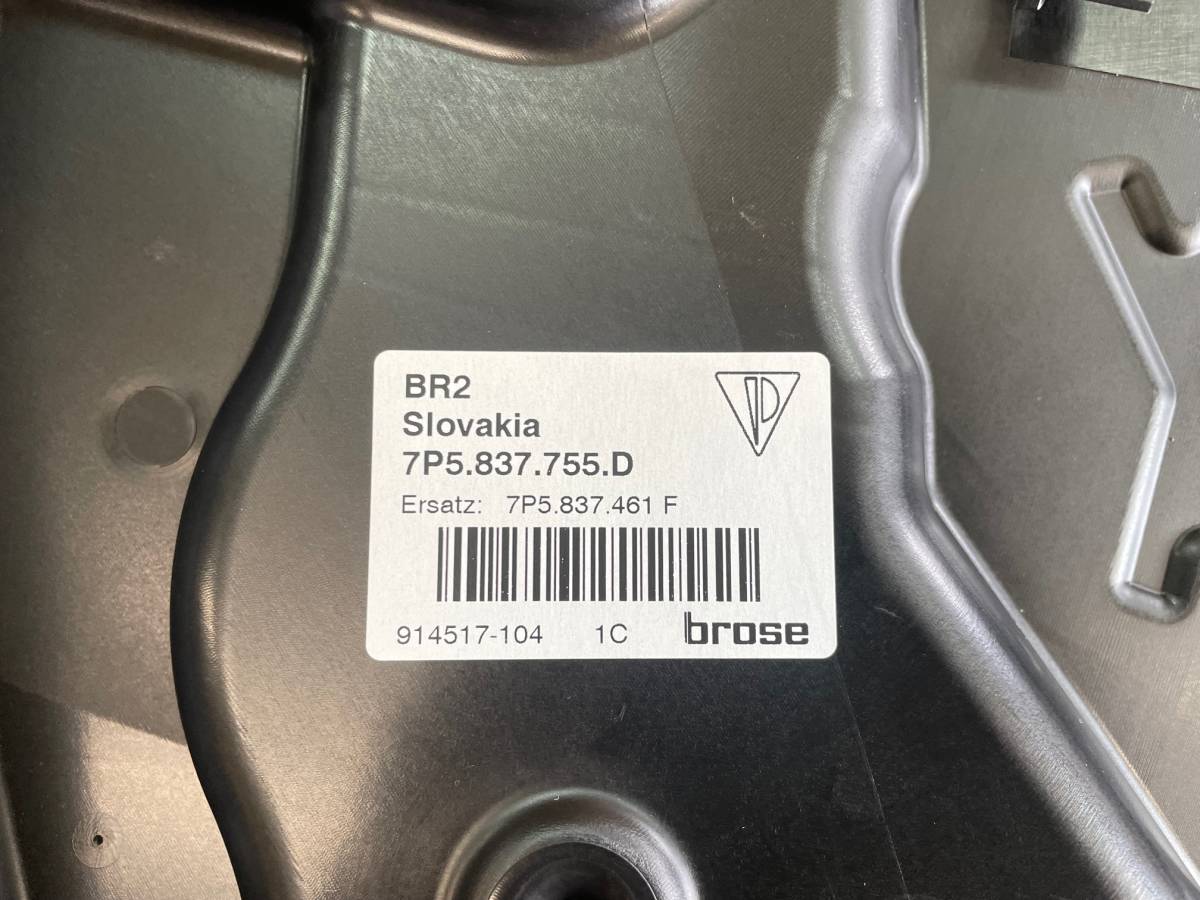 BR2
Slovakia
7P5.837.755.D
Ersatz: 7P5.837.461 F
914517-104 1C brose